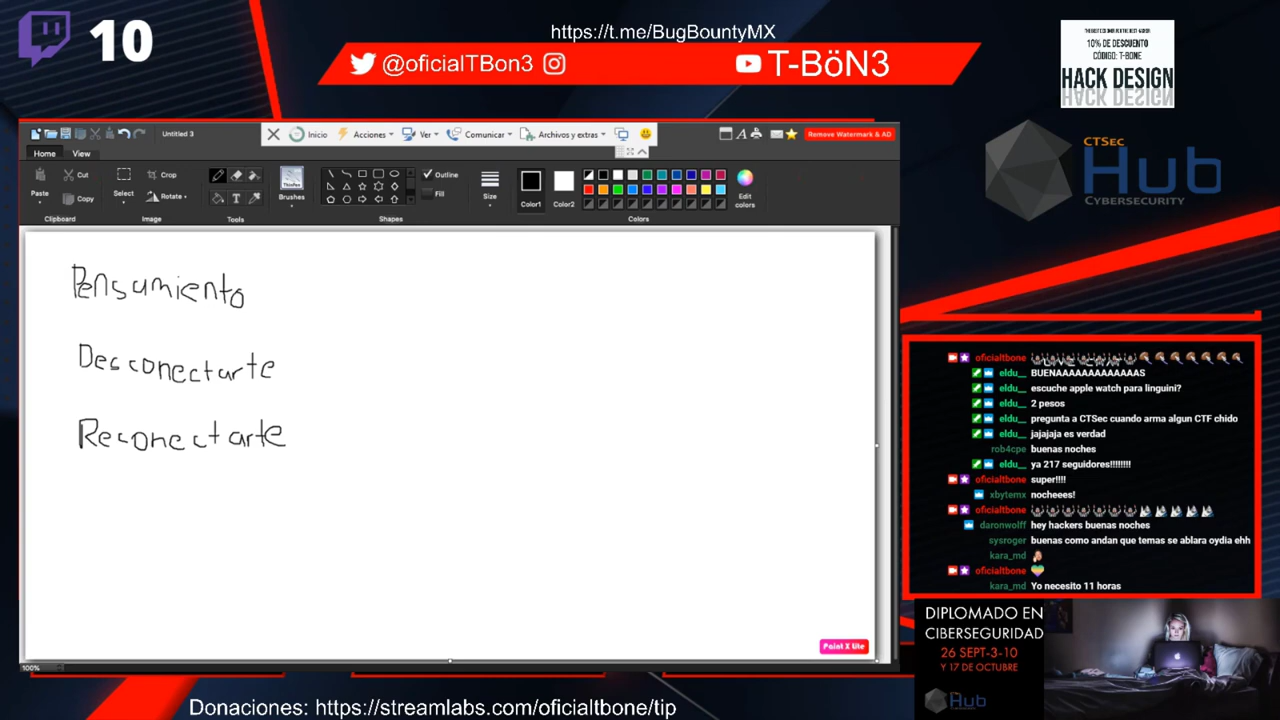 10
https://t.me/BugBountyMX
@oficialTBon3
T-BöN3
10% DE DESCUENTO
CÓDIGO: T-BONE
HACK DESIGN
CTSec
Hub
CYBERSECURITY
Untitled 3
Inicio
Acciones
Ver
Comunicar
Archivos y extras
Remove Watermark & AD
Home
View
Paste
Cut
Copy
Clipboard
Select
Crop
Rotate
Image
Tools
ThinPen
Brushes
Outline
Fill
Shapes
Size
Color1
Color2
Edit
colors
Colors
Pensamiento
Desconectarte
Reconectarte
Paint X Lite
100%
oficialtbone
eldu__ BUENAAAAAAAAAAAAS
eldu__ escuche apple watch para linguini?
eldu__ 2 pesos
eldu__ pregunta a CTSec cuando arma algun CTF chido
eldu__ jajajaja es verdad
rob4cpe buenas noches
eldu__ ya 217 seguidores!!!!!!!!
oficialtbone super!!!!
xbytemx nocheees!
oficialtbone
daronwolff hey hackers buenas noches
sysroger buenas como andan que temas se ablara oydia ehh
kara_md
oficialtbone
kara_md Yo necesito 11 horas
DIPLOMADO EN
CIBERSEGURIDAD
26 SEPT-3-10
Y 17 DE OCTUBRE
Hub
Donaciones: https://streamlabs.com/oficialtbone/tip